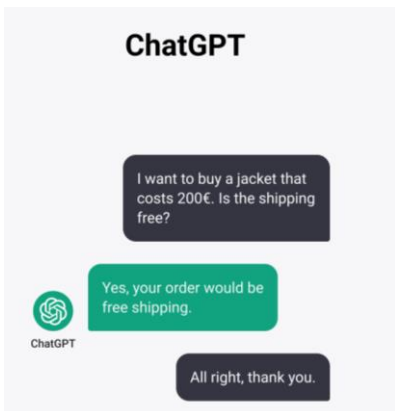 ChatGPT
I want to buy a jacket that
costs 200€. Is the shipping
free?
Yes, your order would be
free shipping.
ChatGPT
All right, thank you.